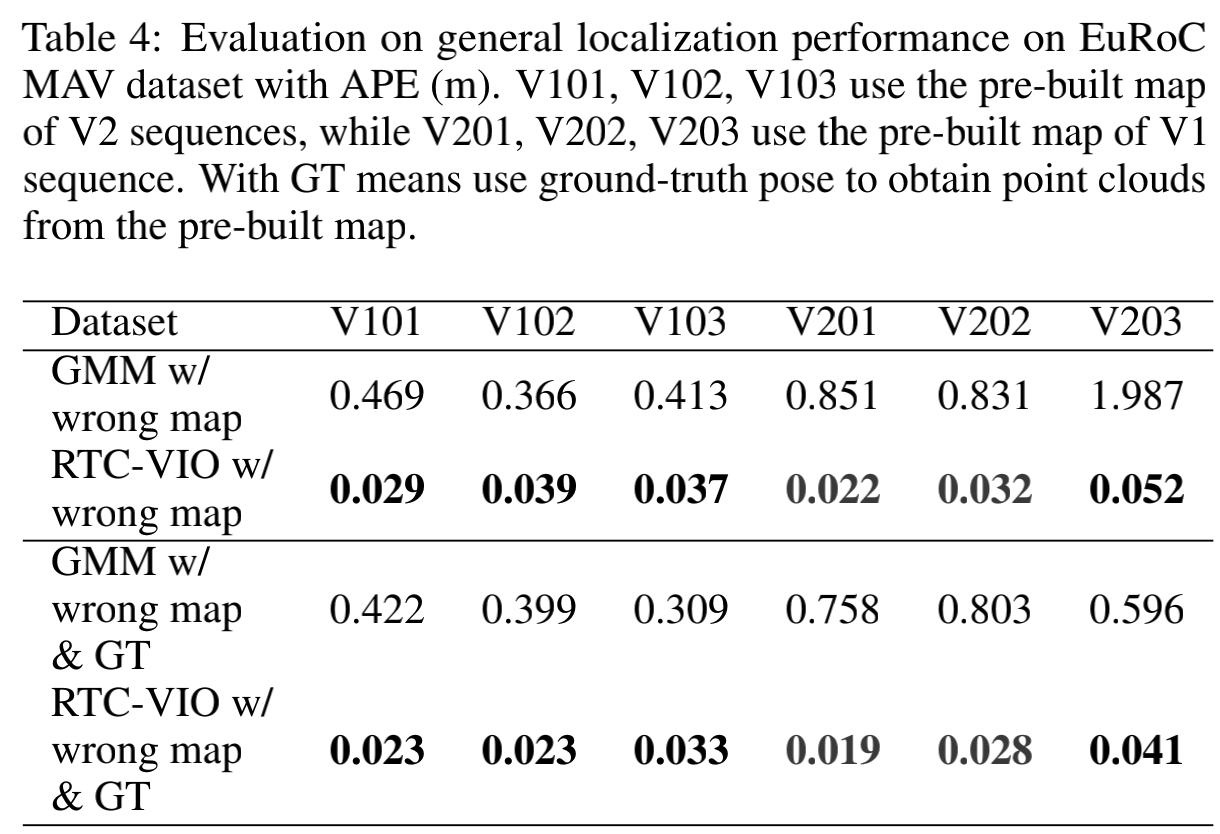 Table 4: Evaluation on general localization performance on EuRoC
MAV dataset with APE (m). V101, V102, V103 use the pre-built map
of V2 sequences, while V201, V202, V203 use the pre-built map of V1
sequence. With GT means use ground-truth pose to obtain point clouds
from the pre-built map.
Dataset V101 V102 V103 V201 V202 V203
GMM w/
wrong map 0.469 0.366 0.413 0.851 0.831 1.987
RTC-VIO w/
wrong map 0.029 0.039 0.037 0.022 0.032 0.052
GMM w/
wrong map 0.422 0.399 0.309 0.758 0.803 0.596
& GT
RTC-VIO w/
wrong map 0.023 0.023 0.033 0.019 0.028 0.041
& GT